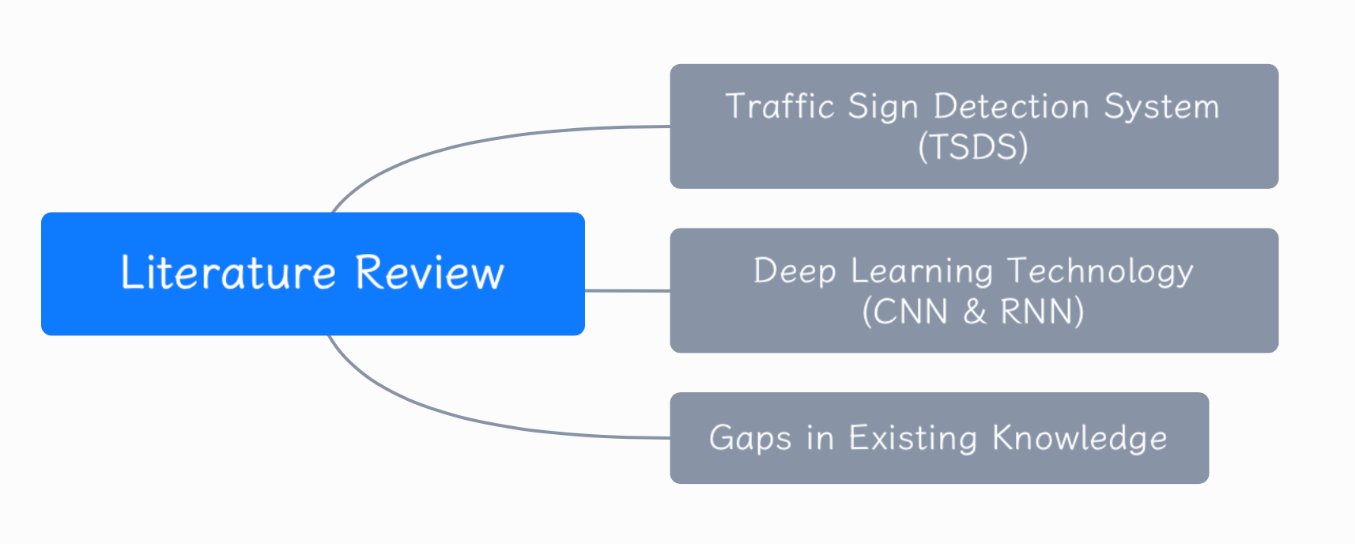 Literature Review
Traffic Sign Detection System
(TSDS)
Deep Learning Technology
(CNN & RNN)
Gaps in Existing Knowledge